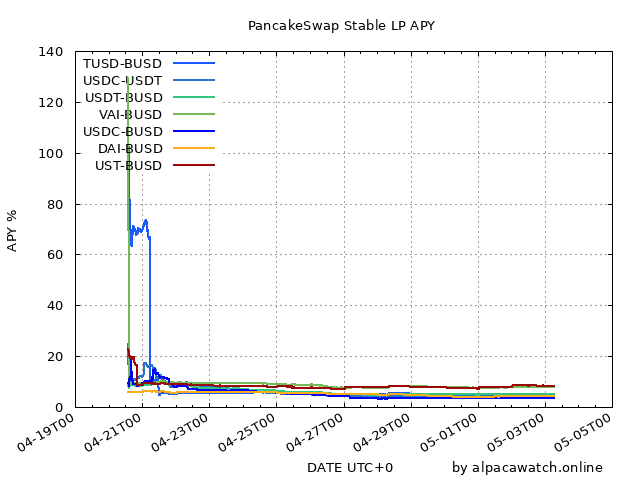 PancakeSwap Stable LP APY
140
120
100
80
60
40
20
0
APY %
TUSD-BUSD
USDC-USDT
USDT-BUSD
VAI-BUSD
USDC-BUSD
DAI-BUSD
UST-BUSD
04-19T00
04-21T00
04-23T00
04-25T00
04-27T00
04-29T00
05-01T00
05-03T00
05-05T00
DATE UTC+0
by alpacawatch.online